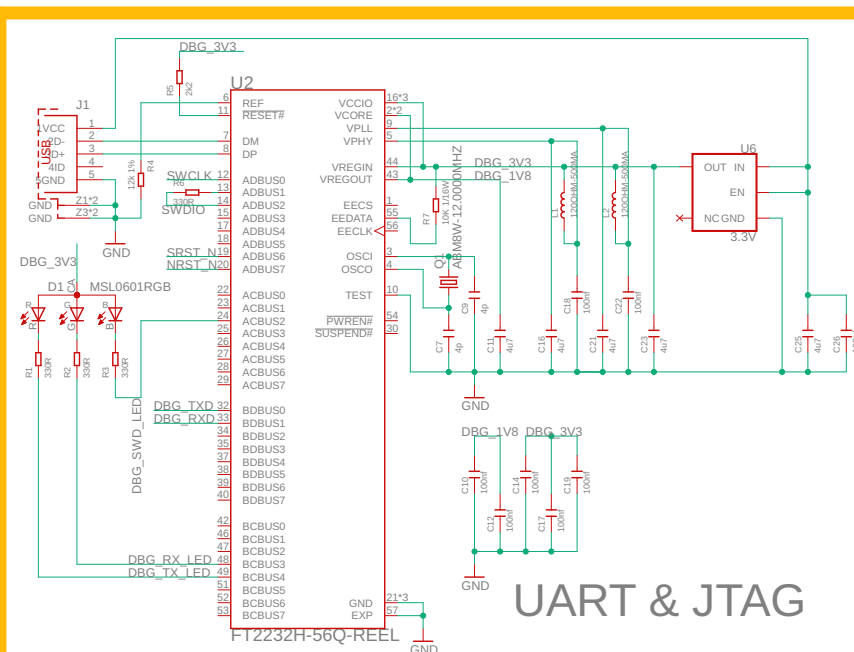 DBG_3V3
R5
2k2
J1
1VCC 1
2D- 2
3D+ 3
4ID 4
5GND 5
USB
GND Z1*2
GND Z3*2
GND
R4
12k 1%
SWCLK
R6
330R
SWDIO
SRST_N
NRST_N
DBG_3V3
D1
CA
MSL0601RGB
R
G
B
R
G
B
R1
330R
R2
330R
R3
330R
DBG_SWD_LED
DBG_TXD
DBG_RXD
DBG_RX_LED
DBG_TX_LED
U2
6 REF
11 RESET#
7 DM
8 DP
12 ADBUS0
13 ADBUS1
14 ADBUS2
15 ADBUS3
17 ADBUS4
18 ADBUS5
19 ADBUS6
20 ADBUS7
22 ACBUS0
23 ACBUS1
24 ACBUS2
25 ACBUS3
26 ACBUS4
27 ACBUS5
28 ACBUS6
29 ACBUS7
32 BDBUS0
33 BDBUS1
34 BDBUS2
35 BDBUS3
37 BDBUS4
38 BDBUS5
39 BDBUS6
40 BDBUS7
42 BCBUS0
46 BCBUS1
47 BCBUS2
48 BCBUS3
49 BCBUS4
51 BCBUS5
52 BCBUS6
53 BCBUS7
VCCIO 16*3
VCORE 2*2
VPLL 9
VPHY 5
VREGIN 44
VREGOUT 43
EECS 1
EEDATA 55
EECLK 56
OSCI 3
OSCO 4
TEST 10
PWREN# 54
SUSPEND# 30
GND 21*3
EXP 57
FT2232H-56Q-REEL
GND
DBG_3V3
DBG_1V8
R7
10K 1/16W
Q1
ABM8W-12.0000MHZ
C7
4p
C9
4p
C11
4u7
C16
4u7
L1
120OHM-500MA
C18
100nf
C21
4u7
L2
120OHM-500MA
C22
100nf
C23
4u7
GND
U6
OUT IN
EN
NC GND
3.3V
C25
4u7
C26
DBG_1V8 DBG_3V3
C10
100nf
C12
100nf
C14
100nf
C17
100nf
C19
100nf
GND
UART & JTAG